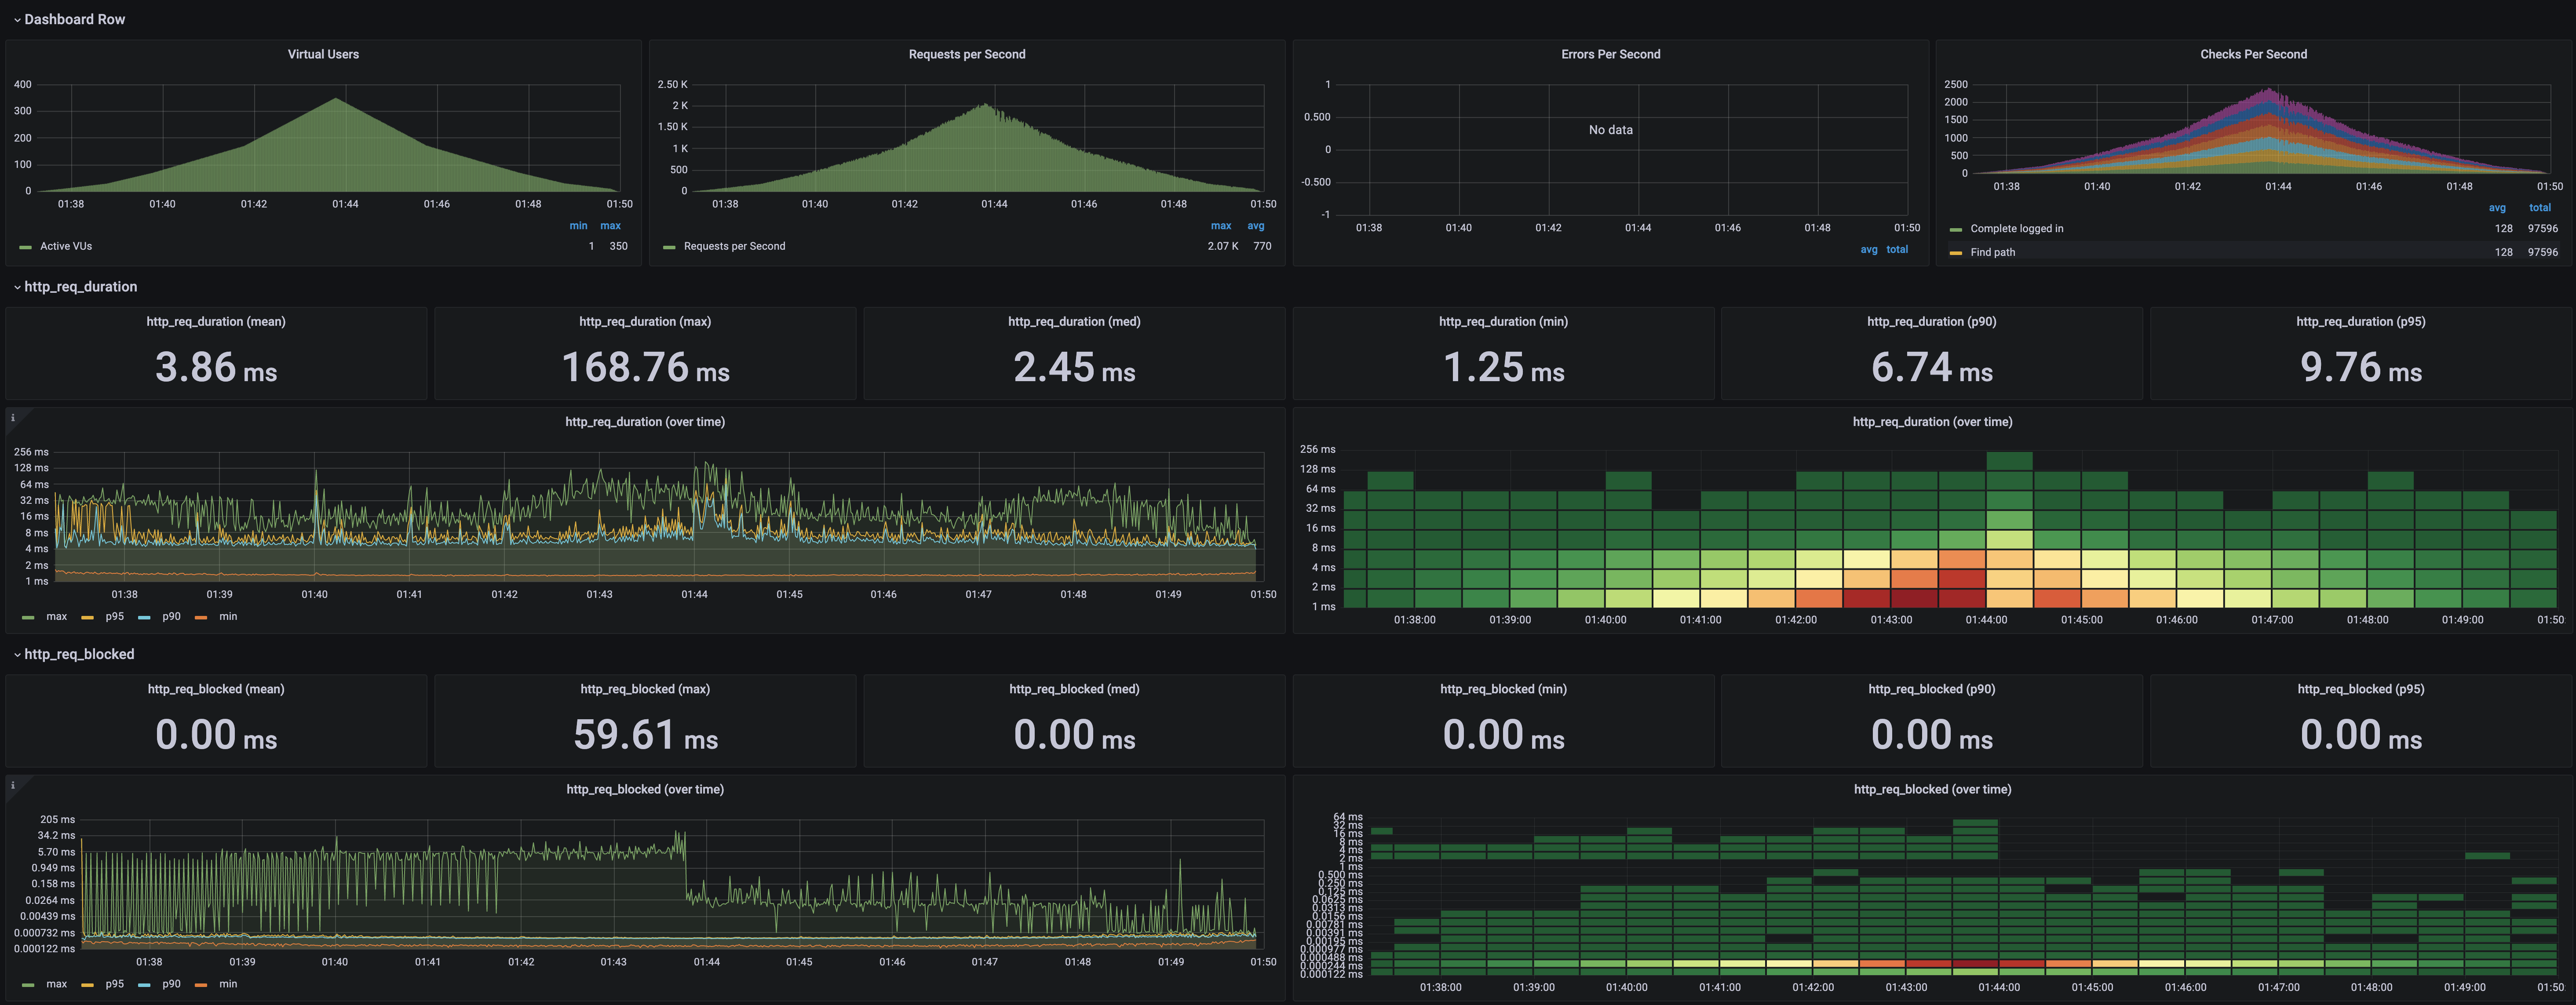 Dashboard Row
Virtual Users
400
300
200
100
0
01:38 01:40 01:42 01:44 01:46 01:48 01:50
min max
Active VUs 1 350
Requests per Second
2.50 K
2 K
1.50 K
1 K
500
0
01:38 01:40 01:42 01:44 01:46 01:48 01:50
max avg
Requests per Second 2.07 K 770
Errors Per Second
1
0.500
0
-0.500
-1
No data
01:38 01:40 01:42 01:44 01:46 01:48 01:50
avg total
Checks Per Second
2500
2000
1500
1000
500
0
01:38 01:40 01:42 01:44 01:46 01:48 01:50
avg total
Complete logged in 128 97596
Find path 128 97596
http_req_duration
http_req_duration (mean)
3.86 ms
http_req_duration (max)
168.76 ms
http_req_duration (med)
2.45 ms
http_req_duration (min)
1.25 ms
http_req_duration (p90)
6.74 ms
http_req_duration (p95)
9.76 ms
i
http_req_duration (over time)
256 ms
128 ms
64 ms
32 ms
16 ms
8 ms
4 ms
2 ms
1 ms
01:38 01:39 01:40 01:41 01:42 01:43 01:44 01:45 01:46 01:47 01:48 01:49 01:50
max p95 p90 min
http_req_duration (over time)
256 ms
128 ms
64 ms
32 ms
16 ms
8 ms
4 ms
2 ms
1 ms
01:38:00 01:39:00 01:40:00 01:41:00 01:42:00 01:43:00 01:44:00 01:45:00 01:46:00 01:47:00 01:48:00 01:49:00 01:50:
http_req_blocked
http_req_blocked (mean)
0.00 ms
http_req_blocked (max)
59.61 ms
http_req_blocked (med)
0.00 ms
http_req_blocked (min)
0.00 ms
http_req_blocked (p90)
0.00 ms
http_req_blocked (p95)
0.00 ms
i
http_req_blocked (over time)
205 ms
34.2 ms
5.70 ms
0.949 ms
0.158 ms
0.0264 ms
0.00439 ms
0.000732 ms
0.000122 ms
01:38 01:39 01:40 01:41 01:42 01:43 01:44 01:45 01:46 01:47 01:48 01:49 01:50
max p95 p90 min
http_req_blocked (over time)
64 ms
32 ms
16 ms
8 ms
4 ms
2 ms
1 ms
0.500 ms
0.250 ms
0.125 ms
0.0625 ms
0.0313 ms
0.0156 ms
0.00781 ms
0.00391 ms
0.00195 ms
0.000977 ms
0.000488 ms
0.000244 ms
0.000122 ms
01:38:00 01:39:00 01:40:00 01:41:00 01:42:00 01:43:00 01:44:00 01:45:00 01:46:00 01:47:00 01:48:00 01:49:00 01:50